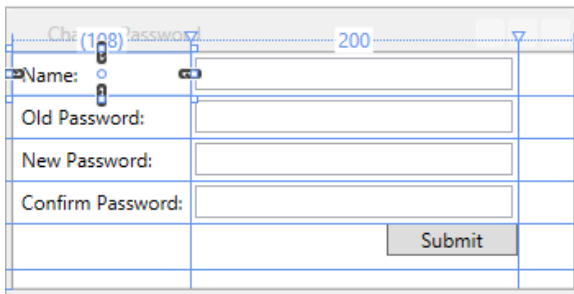 Change Password
(108)
200
Name:
Old Password:
New Password:
Confirm Password:
Submit